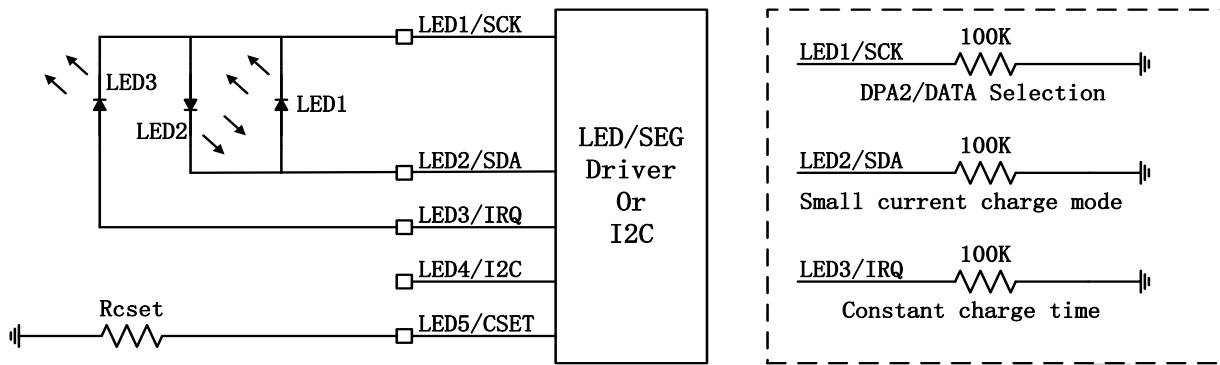 LED1/SCK
LED3
LED1
LED2
LED2/SDA
LED3/IRQ
LED4/I2C
Rcset
LED5/CSET
LED/SEG
Driver
Or
I2C
LED1/SCK
100K
DPA2/DATA Selection
LED2/SDA
100K
Small current charge mode
LED3/IRQ
100K
Constant charge time